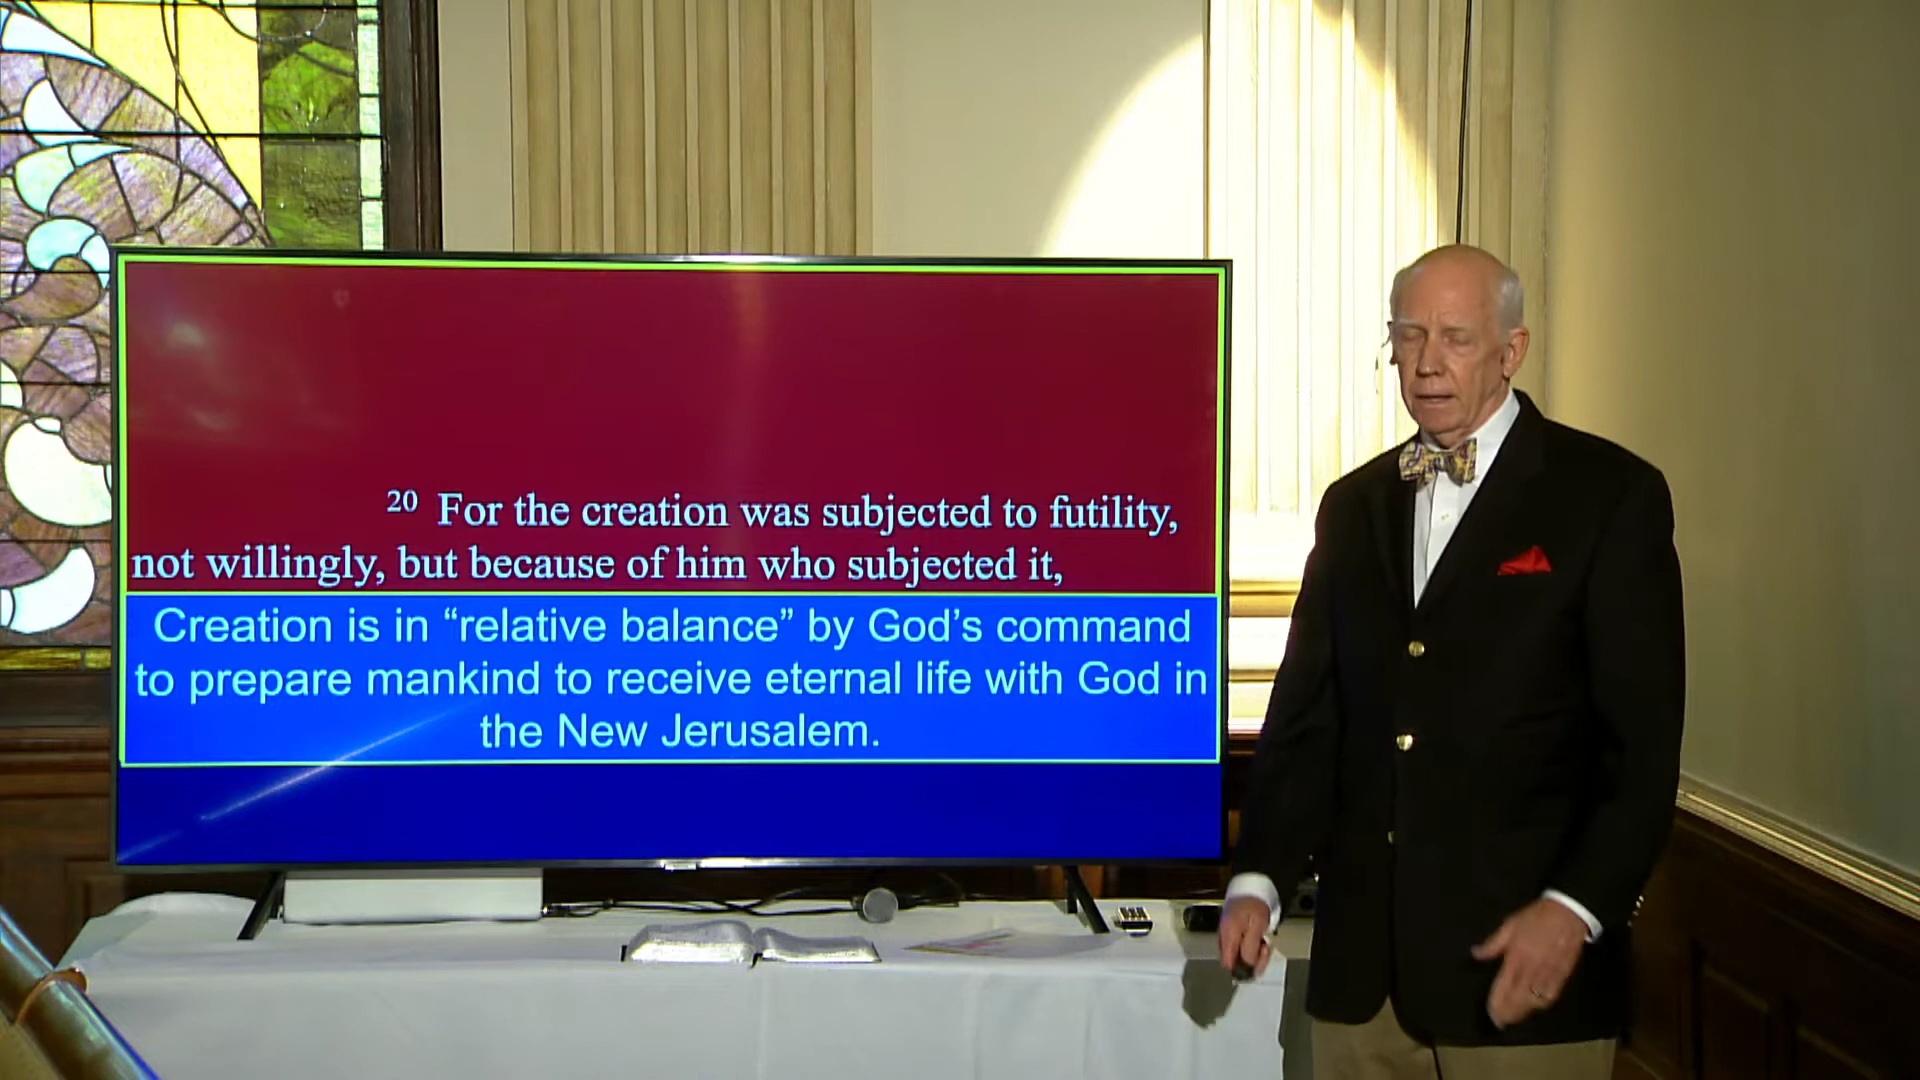 20 For the creation was subjected to futility,
not willingly, but because of him who subjected it,
Creation is in “relative balance” by God’s command
to prepare mankind to receive eternal life with God in
the New Jerusalem.